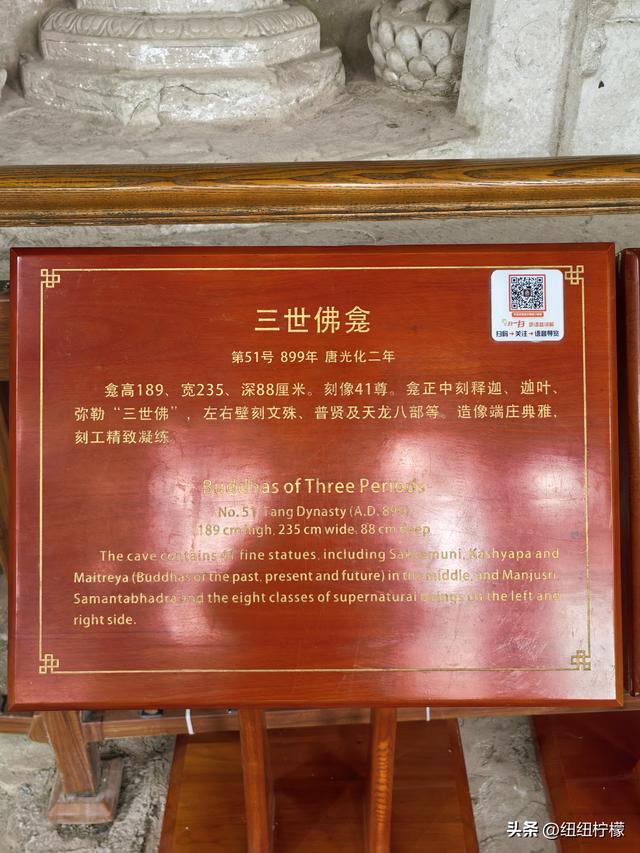 三世佛龛
第51号 899年 唐光化二年
龛高189、宽235、深88厘米。刻像41尊。龛正中刻释迦、迦叶、
弥勒“三世佛”，左右壁刻文殊、普贤及天龙八部等。造像端庄典雅，
刻工精致凝练。
Buddhas of Three Periods
No. 51 Tang Dynasty (A.D. 899)
189 cm high, 235 cm wide, 88 cm deep
The cave contains 41 fine statues, including Sakyamuni, Kashyapa and
Maitreya (Buddhas of the past, present and future) in the middle, and Manjusri,
Samantabhadra and the eight classes of supernatural beings on the left and
right side.
扫码→关注→语音导览
头条 @纽纽柠檬